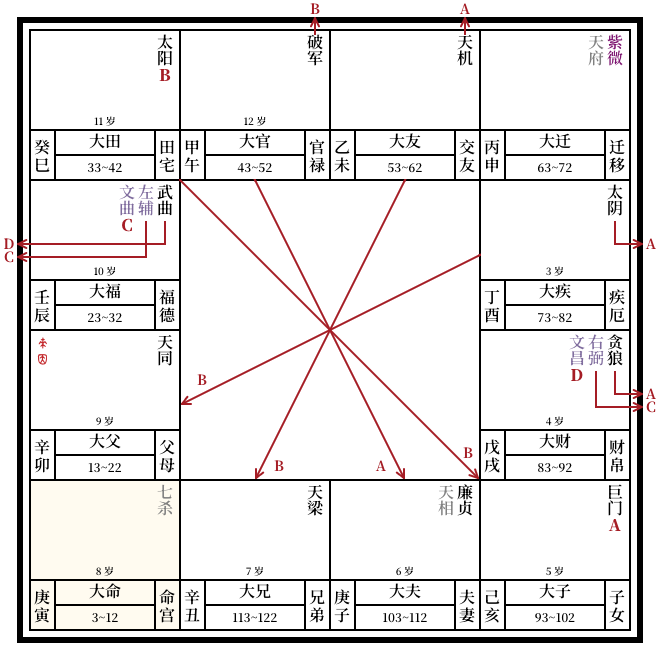 B
A
太阳
B
11 岁
癸巳
大田
33~42
田宅
破军
12 岁
甲午
大官
43~52
官禄
天机
乙未
大友
53~62
交友
天府
紫微
丙申
大迁
63~72
迁移
文曲
C
左辅
武曲
D
C
10 岁
壬辰
大福
23~32
福德
太阴
A
3 岁
丁酉
大疾
73~82
疾厄
天同
9 岁
辛卯
大父
13~22
父母
B
B
A
B
文昌
D
右弼
贪狼
A
C
4 岁
戊戌
大财
83~92
财帛
七杀
8 岁
庚寅
大命
3~12
命宫
天梁
7 岁
辛丑
大兄
113~122
兄弟
天相
廉贞
6 岁
庚子
大夫
103~112
夫妻
巨门
A
5 岁
己亥
大子
93~102
子女